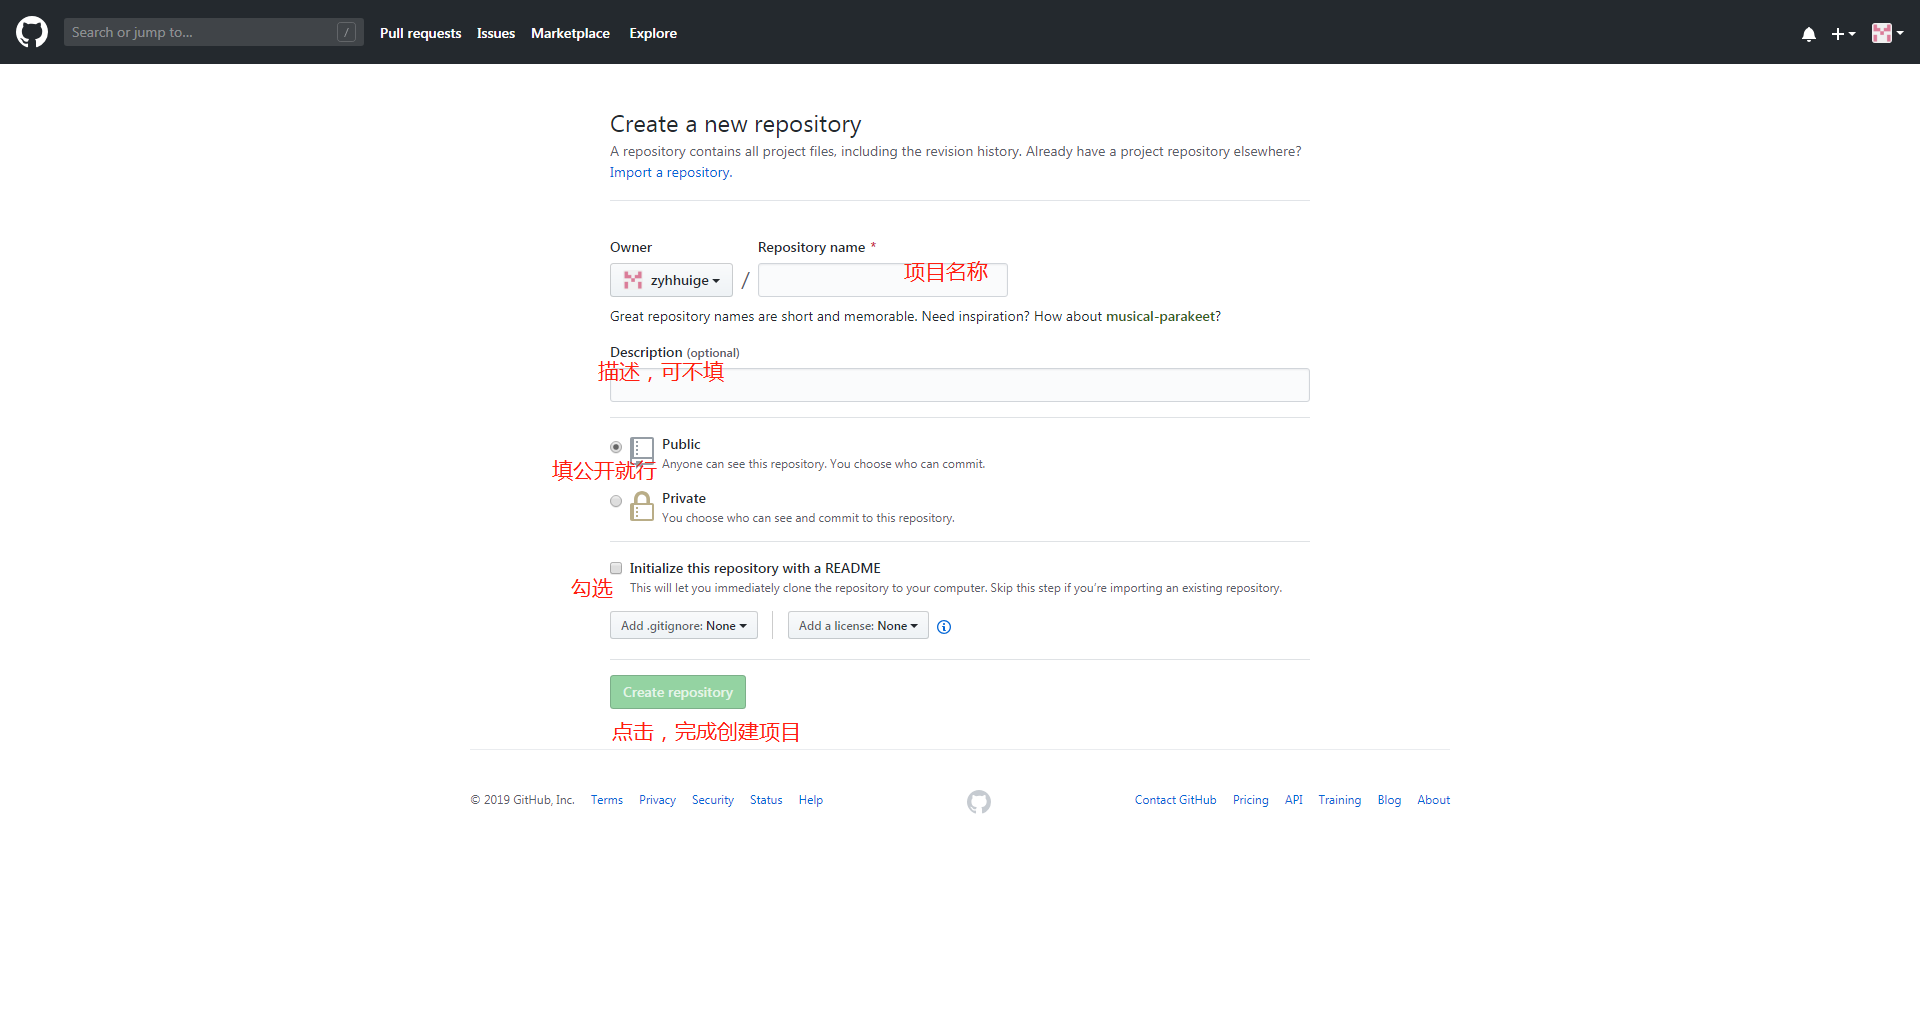 Search or jump to... /
Pull requests Issues Marketplace Explore
Create a new repository
A repository contains all project files, including the revision history. Already have a project repository elsewhere?
Import a repository.
Owner Repository name *
zyhhuige / 项目名称
Great repository names are short and memorable. Need inspiration? How about musical-parakeet?
Description (optional)
描述，可不填
Public
Anyone can see this repository. You choose who can commit.
填公开就行
Private
You choose who can see and commit to this repository.
Initialize this repository with a README
勾选 This will let you immediately clone the repository to your computer. Skip this step if you’re importing an existing repository.
Add .gitignore: None Add a license: None
Create repository
点击，完成创建项目
© 2019 GitHub, Inc. Terms Privacy Security Status Help Contact GitHub Pricing API Training Blog About